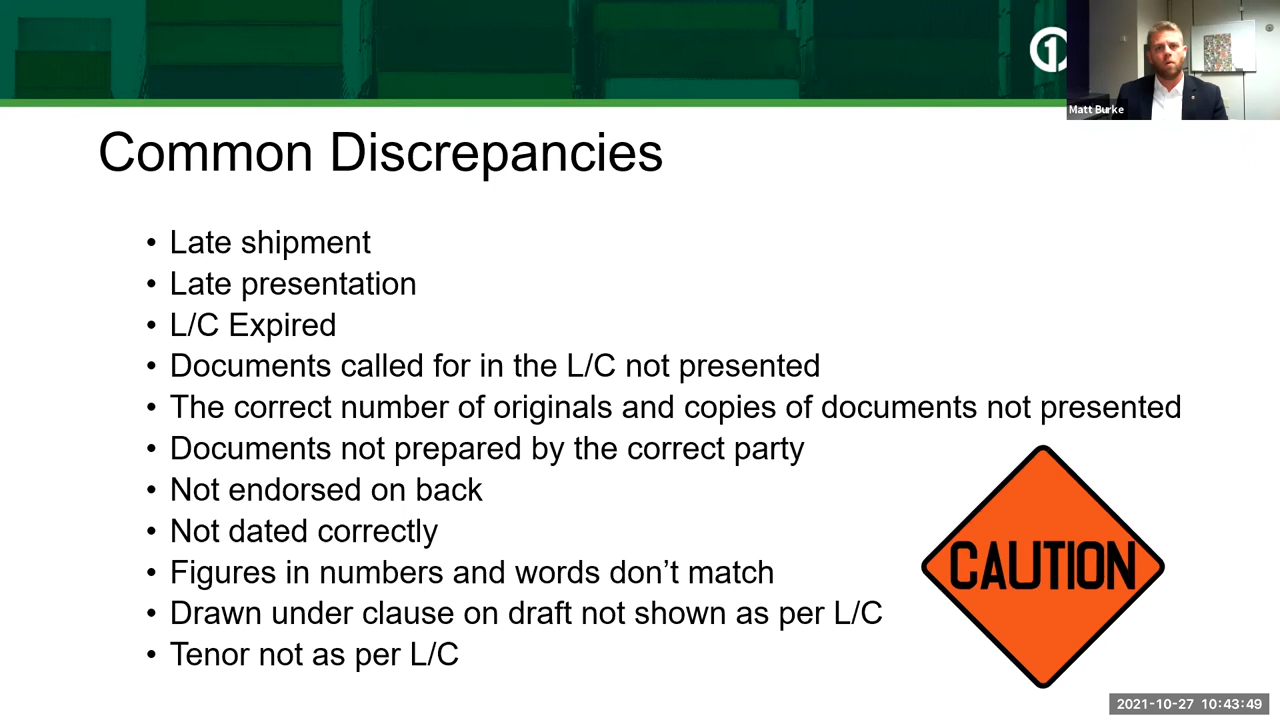 1
Matt Burke
Common Discrepancies
• Late shipment
• Late presentation
• L/C Expired
• Documents called for in the L/C not presented
• The correct number of originals and copies of documents not presented
• Documents not prepared by the correct party
• Not endorsed on back
• Not dated correctly
• Figures in numbers and words don’t match
• Drawn under clause on draft not shown as per L/C
• Tenor not as per L/C
CAUTION
2021-10-27 10:43:49